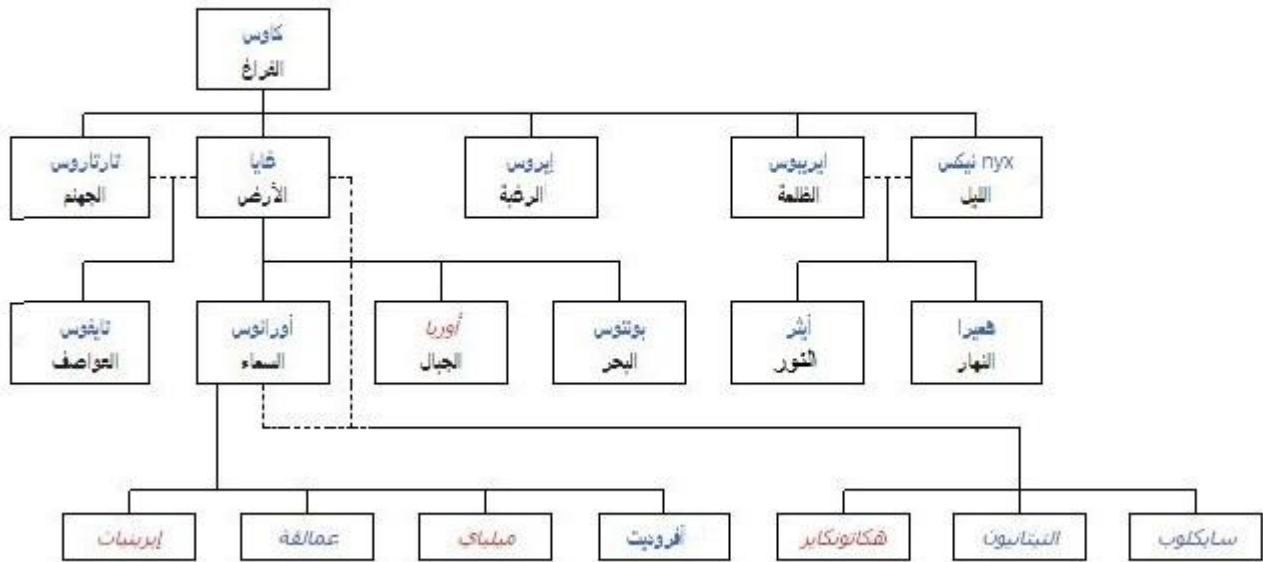 كاوس
الفراغ
نيكس nyx
الليل
ايريبوس
الظلمة
إيروس
الرغبة
غايا
الأرض
تارتاروس
الجهنم
هميرا
النهار
أيثر
النور
بونتوس
البحر
أوريا
الجبال
أورانوس
السماء
تايفوس
العواصف
سايكلوب
التيتانيون
هكاتونكاير
أفروديت
ميلياي
عمالقة
إيرينيات